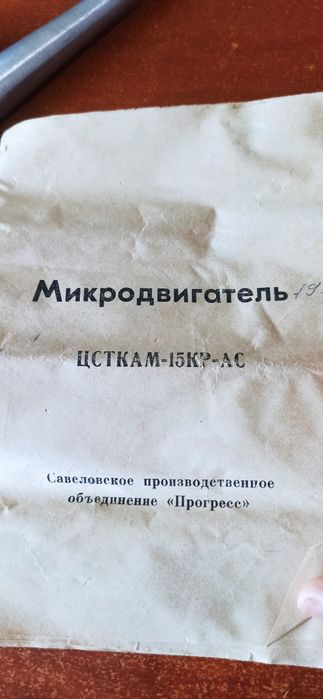 Микродвигатель
ЦСТКАМ-15КР-АС
Савеловское производственное
объединение «Прогресс»